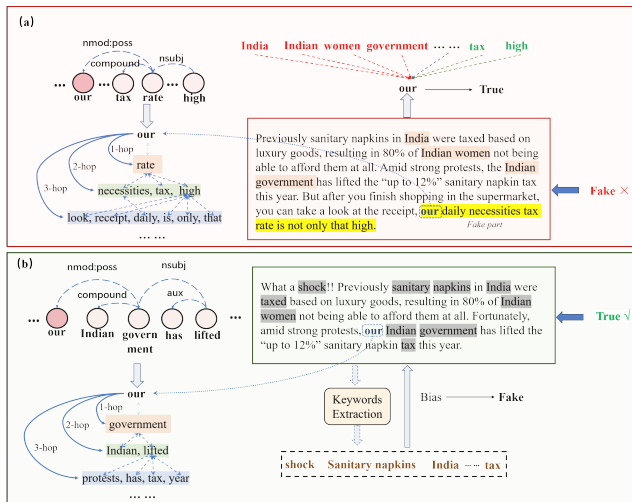 (a)
nmod:poss
nsubj
compound
... our ... tax rate ... high
India Indian women government ... ... tax high
our → True
our
1-hop
rate
2-hop
necessities, tax, high
3-hop
look, receipt, daily, is, only, that
... ...
Previously sanitary napkins in India were taxed based on
luxury goods, resulting in 80% of Indian women not being
able to afford them at all. Amid strong protests, the Indian
government has lifted the “up to 12%” sanitary napkin tax
this year. But after you finish shopping in the supermarket,
you can take a look at the receipt, our daily necessities tax
rate is not only that high.
Fake part
Fake ×
(b)
nmod:poss
nsubj
compound
aux
... our Indian govern has lifted ...
ment
our
1-hop
government
2-hop
Indian, lifted
3-hop
protests, has, tax, year
... ...
What a shock!! Previously sanitary napkins in India were
taxed based on luxury goods, resulting in 80% of Indian
women not being able to afford them at all. Fortunately,
amid strong protests, our Indian government has lifted the
“up to 12%” sanitary napkin tax this year.
True √
Keywords
Extraction
Bias → Fake
shock Sanitary napkins India ... tax